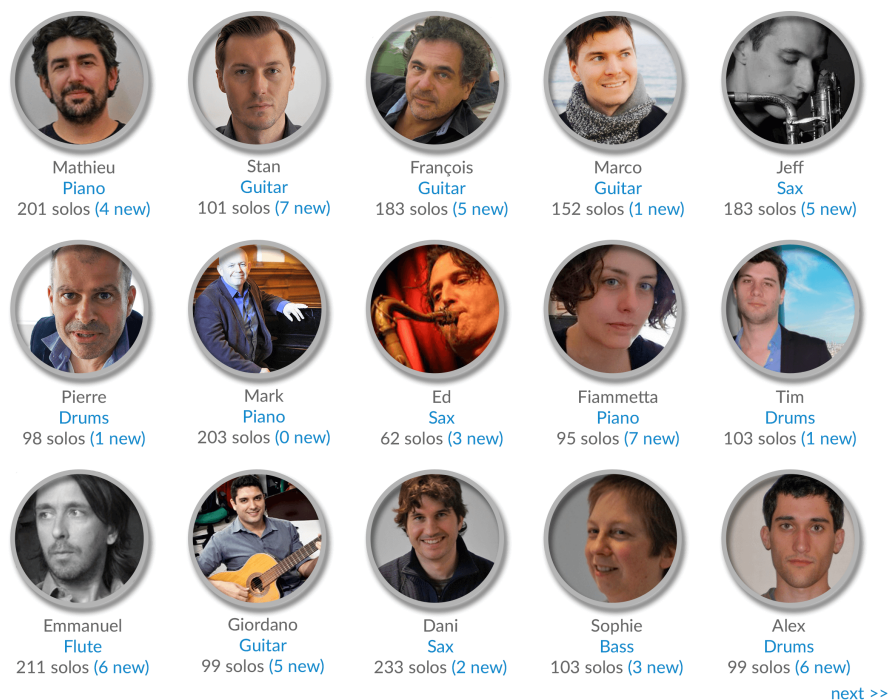 Mathieu
Piano
201 solos (4 new)
Stan
Guitar
101 solos (7 new)
François
Guitar
183 solos (5 new)
Marco
Guitar
152 solos (1 new)
Jeff
Sax
183 solos (5 new)
Pierre
Drums
98 solos (1 new)
Mark
Piano
203 solos (0 new)
Ed
Sax
62 solos (3 new)
Fiammetta
Piano
95 solos (7 new)
Tim
Drums
103 solos (1 new)
Emmanuel
Flute
211 solos (6 new)
Giordano
Guitar
99 solos (5 new)
Dani
Sax
233 solos (2 new)
Sophie
Bass
103 solos (3 new)
Alex
Drums
99 solos (6 new)
next >>